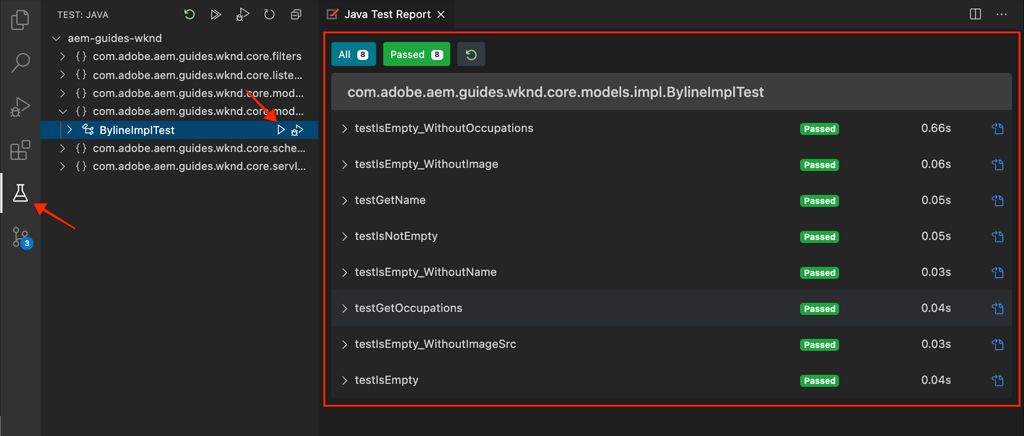 TEST: JAVA
aem-guides-wknd
{} com.adobe.aem.guides.wknd.core.filters
{} com.adobe.aem.guides.wknd.core.liste...
{} com.adobe.aem.guides.wknd.core.mod...
{} com.adobe.aem.guides.wknd.core.mod...
BylineImplTest
{} com.adobe.aem.guides.wknd.core.sche...
{} com.adobe.aem.guides.wknd.core.servl...
3
Java Test Report
All 8 Passed 8
com.adobe.aem.guides.wknd.core.models.impl.BylineImplTest
testIsEmpty_WithoutOccupations Passed 0.66s
testIsEmpty_WithoutImage Passed 0.06s
testGetName Passed 0.05s
testIsNotEmpty Passed 0.05s
testIsEmpty_WithoutName Passed 0.03s
testGetOccupations Passed 0.04s
testIsEmpty_WithoutImageSrc Passed 0.03s
testIsEmpty Passed 0.04s